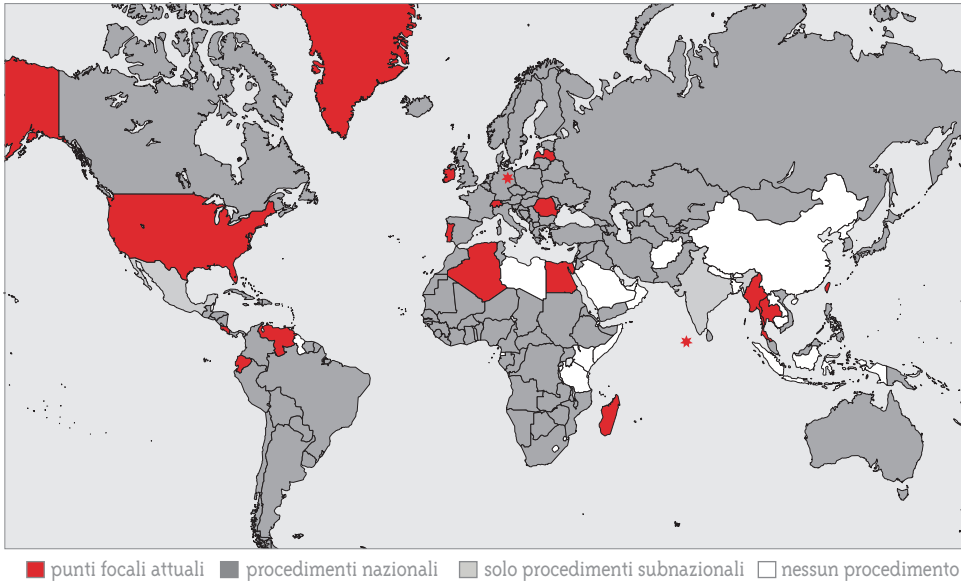 punti focali attuali procedimenti nazionali solo procedimenti subnazionali nessun procedimento